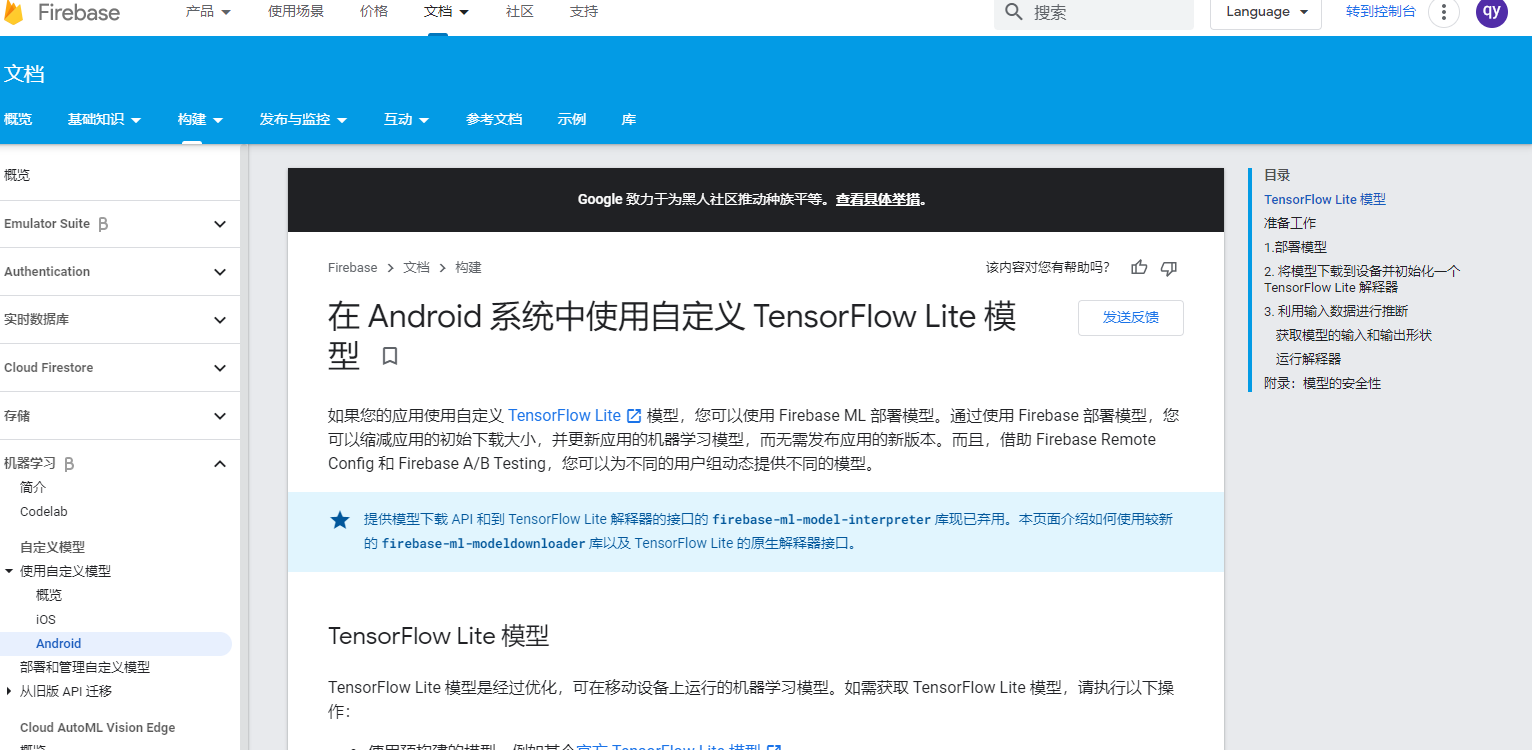 Firebase
产品
使用场景
价格
文档
社区
支持
搜索
Language
转到控制台
qy
文档
概览
基础知识
构建
发布与监控
互动
参考文档
示例
库
概览
Emulator Suite β
Authentication
实时数据库
Cloud Firestore
存储
机器学习 β
简介
Codelab
自定义模型
使用自定义模型
概览
iOS
Android
部署和管理自定义模型
从旧版 API 迁移
Cloud AutoML Vision Edge
概览
Google 致力于为黑人社区推动种族平等。查看具体举措。
Firebase
文档
构建
该内容对您有帮助吗？
在 Android 系统中使用自定义 TensorFlow Lite 模
型
发送反馈
如果您的应用使用自定义 TensorFlow Lite 模型，您可以使用 Firebase ML 部署模型。通过使用 Firebase 部署模型，您
可以缩减应用的初始下载大小，并更新应用的机器学习模型，而无需发布应用的新版本。而且，借助 Firebase Remote
Config 和 Firebase A/B Testing，您可以为不同的用户组动态提供不同的模型。
提供模型下载 API 和到 TensorFlow Lite 解释器的接口的 firebase-ml-model-interpreter 库现已弃用。本页面介绍如何使用较新
的 firebase-ml-modeldownloader 库以及 TensorFlow Lite 的原生解释器接口。
TensorFlow Lite 模型
TensorFlow Lite 模型是经过优化，可在移动设备上运行的机器学习模型。如需获取 TensorFlow Lite 模型，请执行以下操
作：
使用预构建的模型，例如某个官方 TensorFlow Lite 模型
目录
TensorFlow Lite 模型
准备工作
1.部署模型
2. 将模型下载到设备并初始化一个
TensorFlow Lite 解释器
3. 利用输入数据进行推断
获取模型的输入和输出形状
运行解释器
附录：模型的安全性